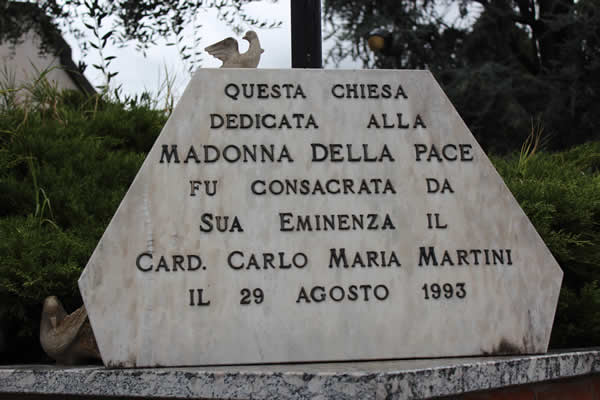 QUESTA CHIESA
DEDICATA ALLA
MADONNA DELLA PACE
FU CONSACRATA DA
SUA EMINENZA IL
CARD. CARLO MARIA MARTINI
IL 29 AGOSTO 1993